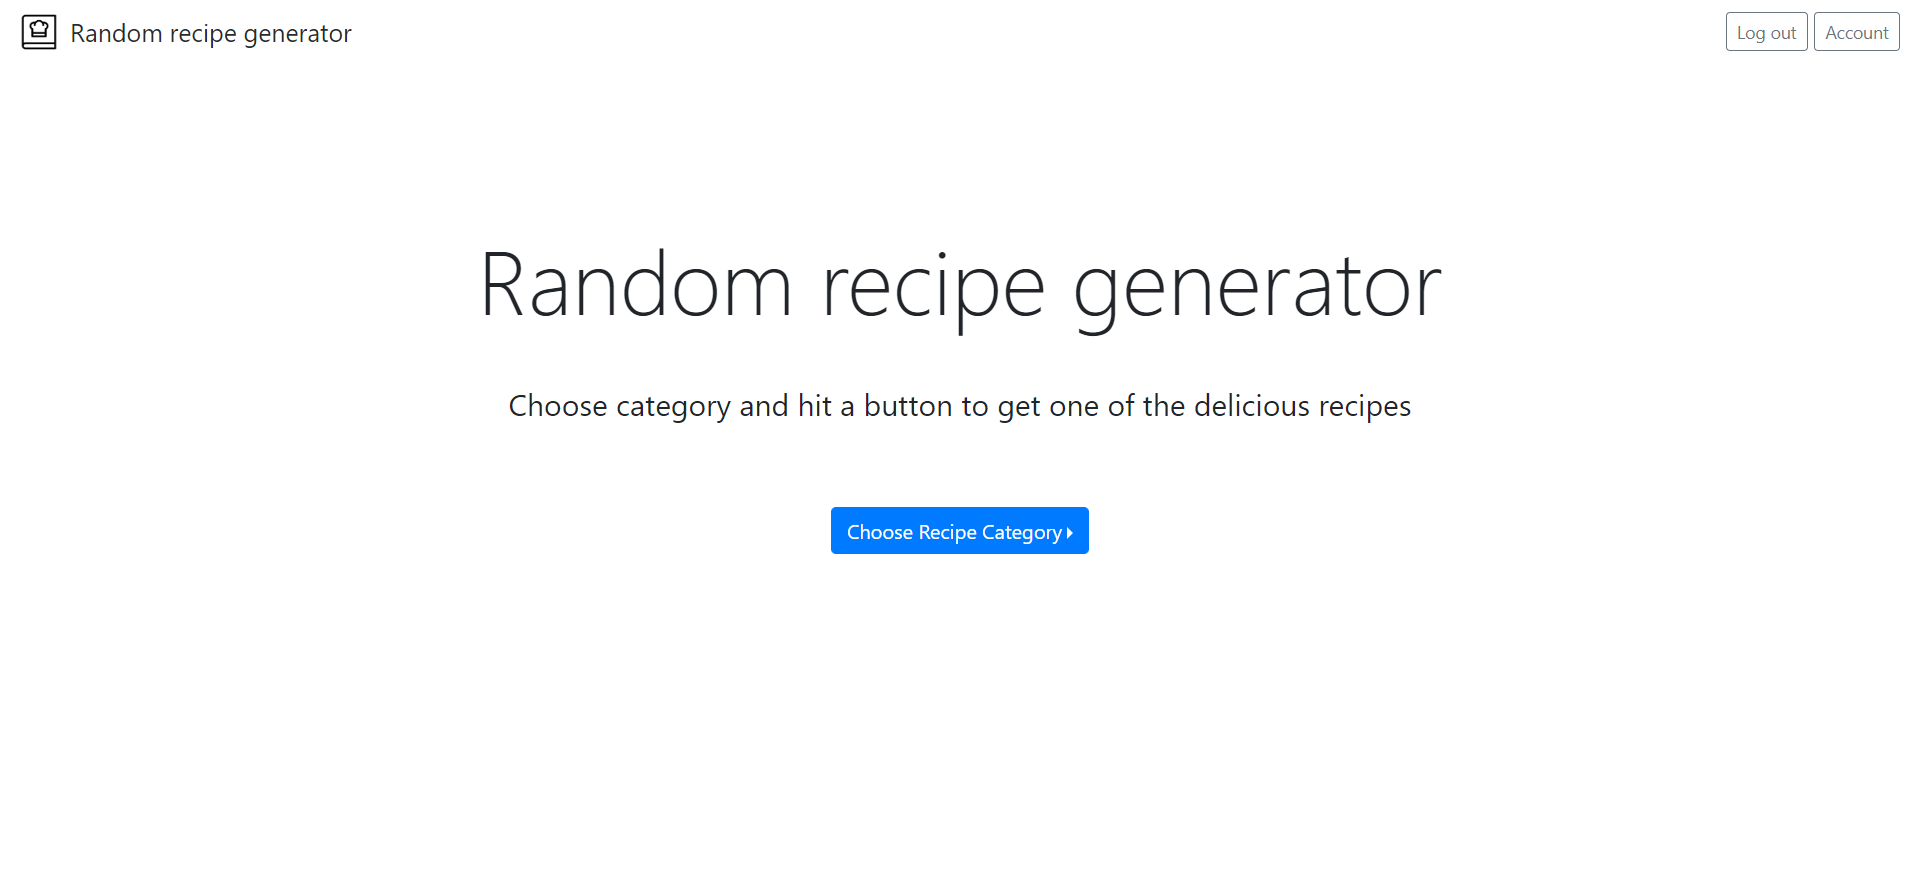 Random recipe generator
Log out
Account
Random recipe generator
Choose category and hit a button to get one of the delicious recipes
Choose Recipe Category